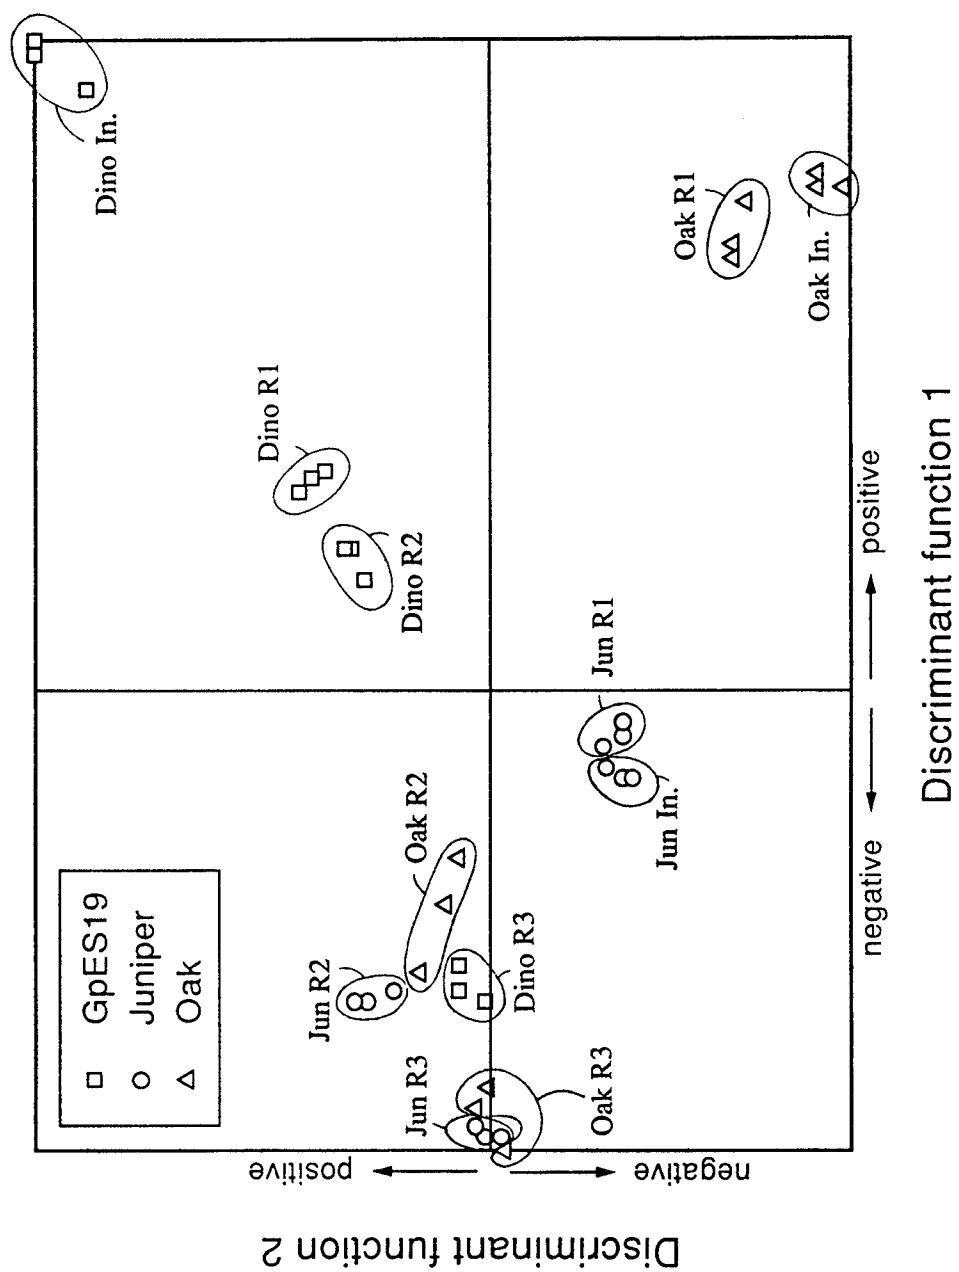 Dino In.
Oak R1
Oak In.
Dino R1
Dino R2
Jun R1
Jun In.
Oak R2
Jun R2
Dino R3
Jun R3
Oak R3
GpES19
Juniper
Oak
positive
negative
Discriminant function 2
negative
positive
Discriminant function 1